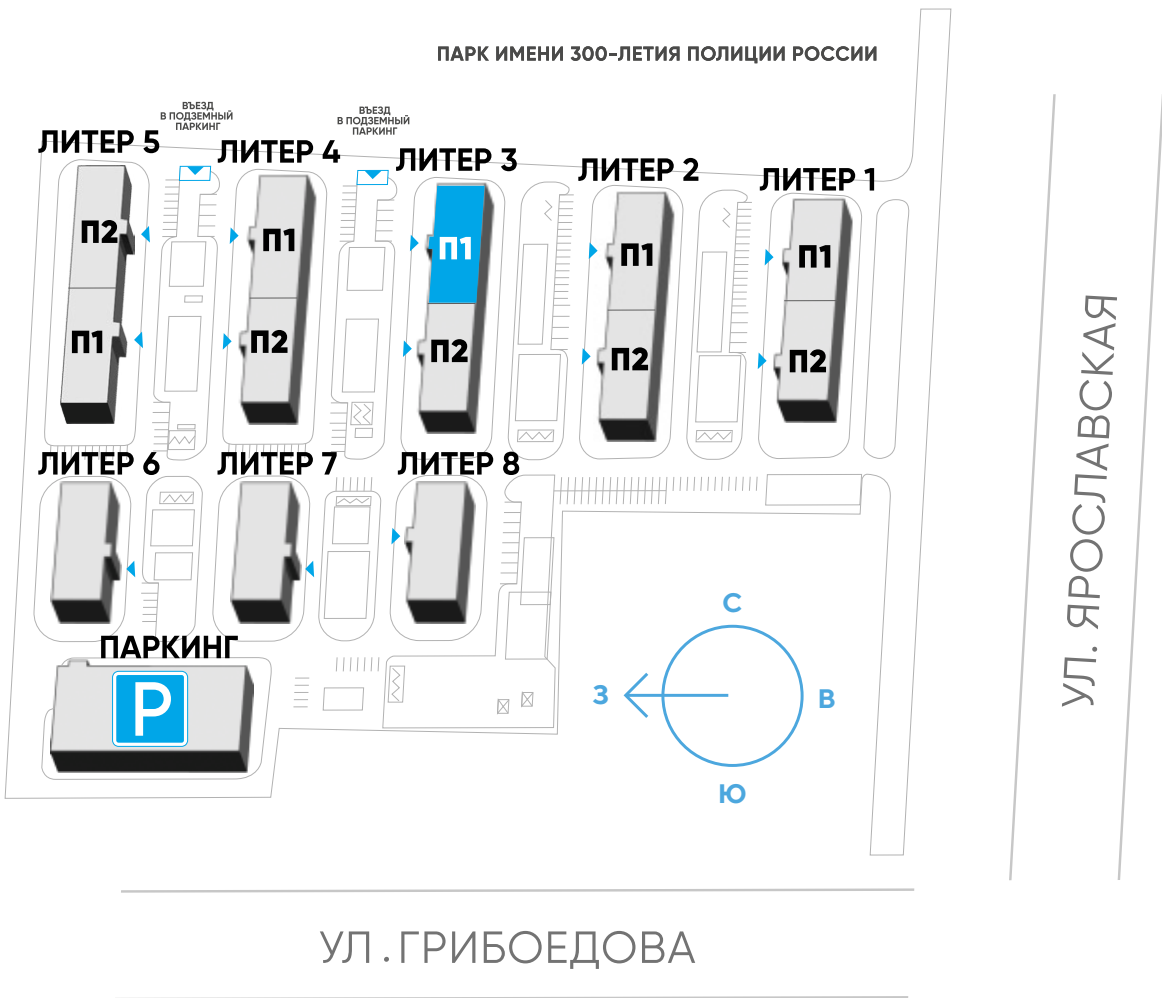 ПАРК ИМЕНИ 300-ЛЕТИЯ ПОЛИЦИИ РОССИИ
ВЪЕЗД
В ПОДЗЕМНЫЙ
ПАРКИНГ
ВЪЕЗД
В ПОДЗЕМНЫЙ
ПАРКИНГ
ЛИТЕР 5
ЛИТЕР 4
ЛИТЕР 3
ЛИТЕР 2
ЛИТЕР 1
П2
П1
П1
П1
П1
П1
П2
П2
П2
П2
ЛИТЕР 6
ЛИТЕР 7
ЛИТЕР 8
ПАРКИНГ
P
С
З
В
Ю
УЛ. ЯРОСЛАВСКАЯ
УЛ.ГРИБОЕДОВА